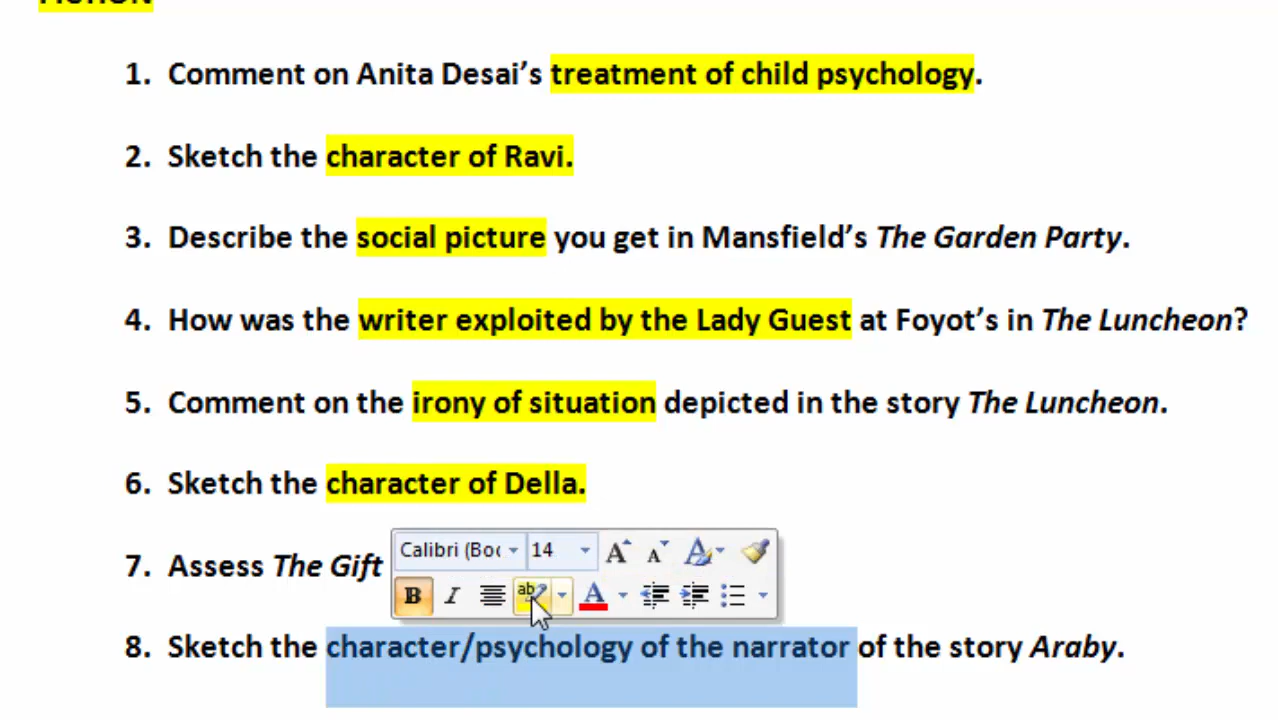 FICTION
1. Comment on Anita Desai’s treatment of child psychology.
2. Sketch the character of Ravi.
3. Describe the social picture you get in Mansfield’s The Garden Party.
4. How was the writer exploited by the Lady Guest at Foyot’s in The Luncheon?
5. Comment on the irony of situation depicted in the story The Luncheon.
6. Sketch the character of Della.
Calibri (Boc 14
7. Assess The Gift
B I ab A
8. Sketch the character/psychology of the narrator of the story Araby.